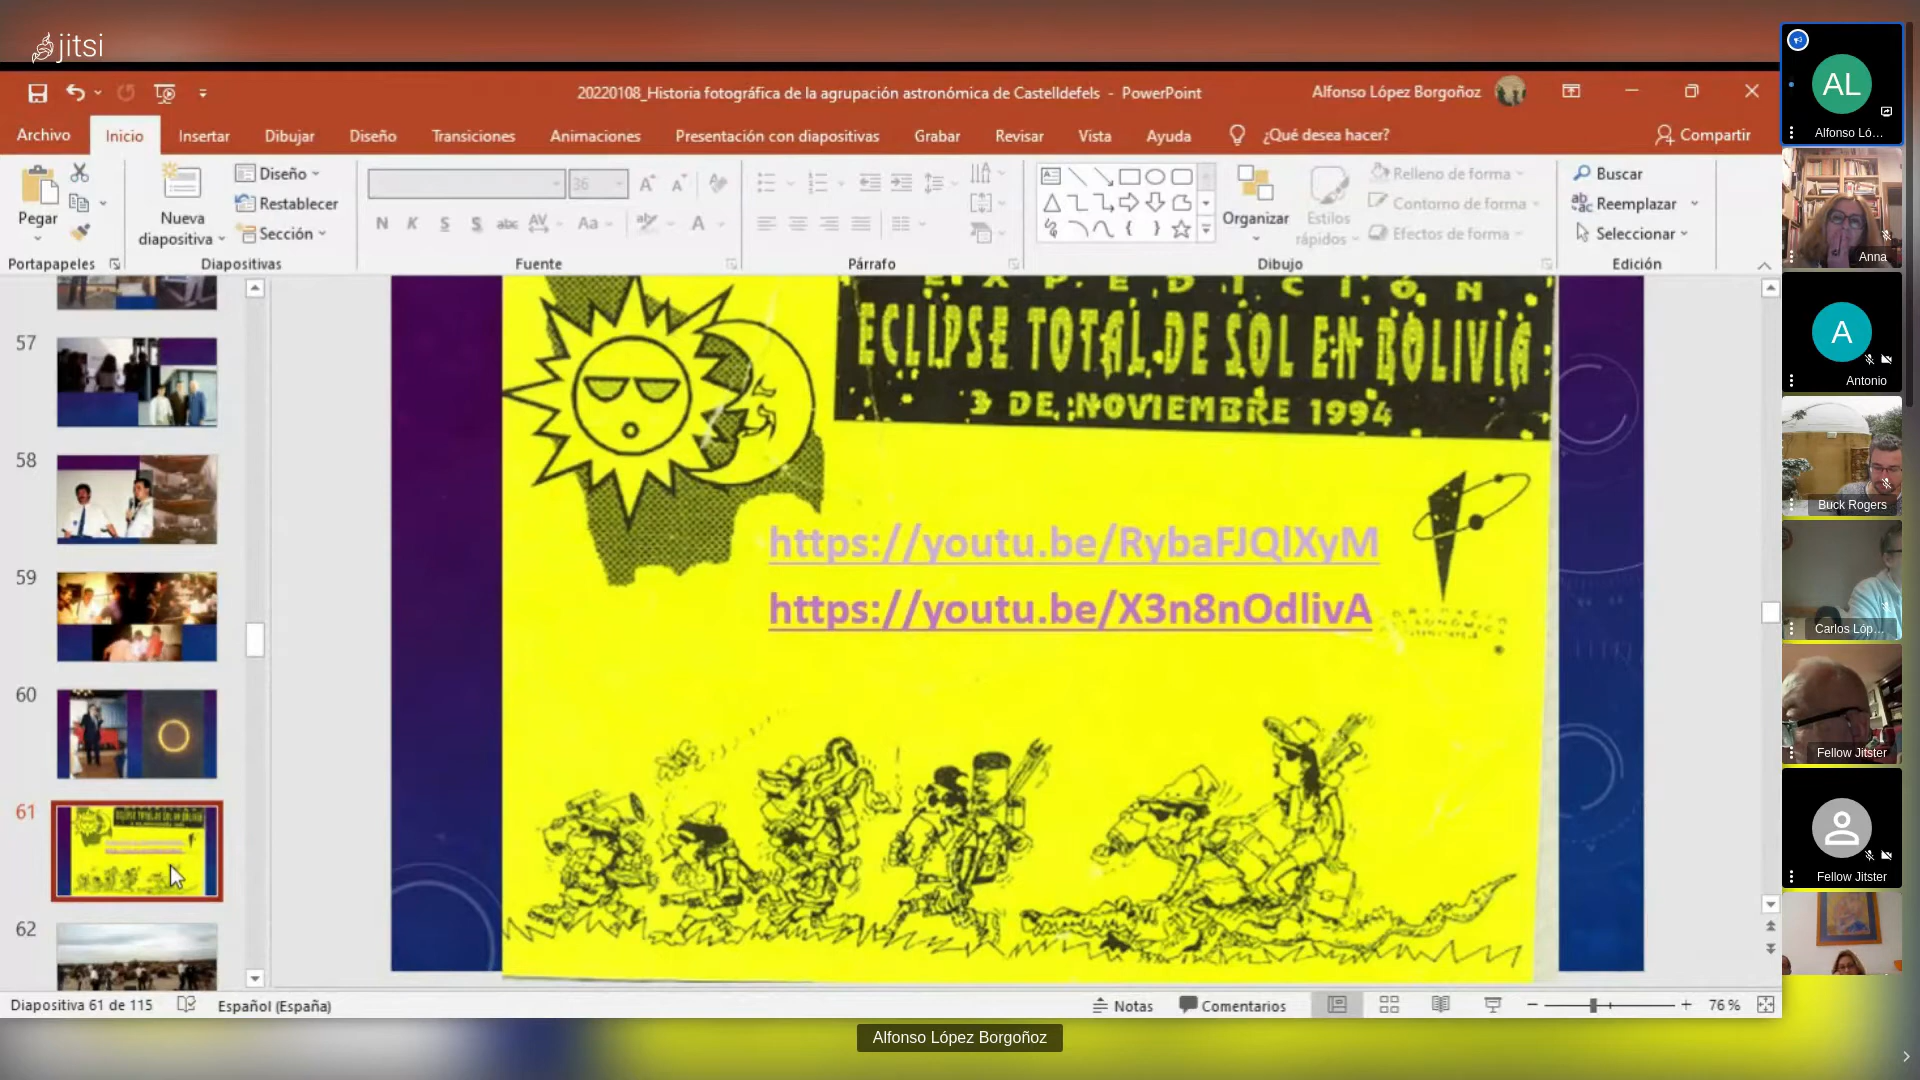 jitsi
20220108_Historia fotográfica de la agrupación astronómica de Castelldefels - PowerPoint
Alfonso López Borgoñoz
Archivo Inicio Insertar Dibujar Diseño Transiciones Animaciones Presentación con diapositivas Grabar Revisar Vista Ayuda ¿Qué desea hacer? Compartir
Pegar
Portapapeles
Nueva
diapositiva
Diseño
Restablecer
Sección
Diapositivas
36
N K S S abc AV Aa A
Fuente
Párrafo
Organizar
Estilos
rápidos
Relleno de forma
Contorno de forma
Efectos de forma
Dibujo
Buscar
Reemplazar
Seleccionar
Edición
57
58
59
60
61
62
EXPEDICIÓN
ECLIPSE TOTAL DE SOL EN BOLIVIA
3 DE NOVIEMBRE 1994
https://youtu.be/RybaFJQlXyM
https://youtu.be/X3n8nOdlivA
Diapositiva 61 de 115 Español (España) Notas Comentarios 76 %
Alfonso López Borgoñoz
AL
Alfonso Ló...
Anna
A
Antonio
Buck Rogers
Carlos Lóp...
Fellow Jitster
Fellow Jitster